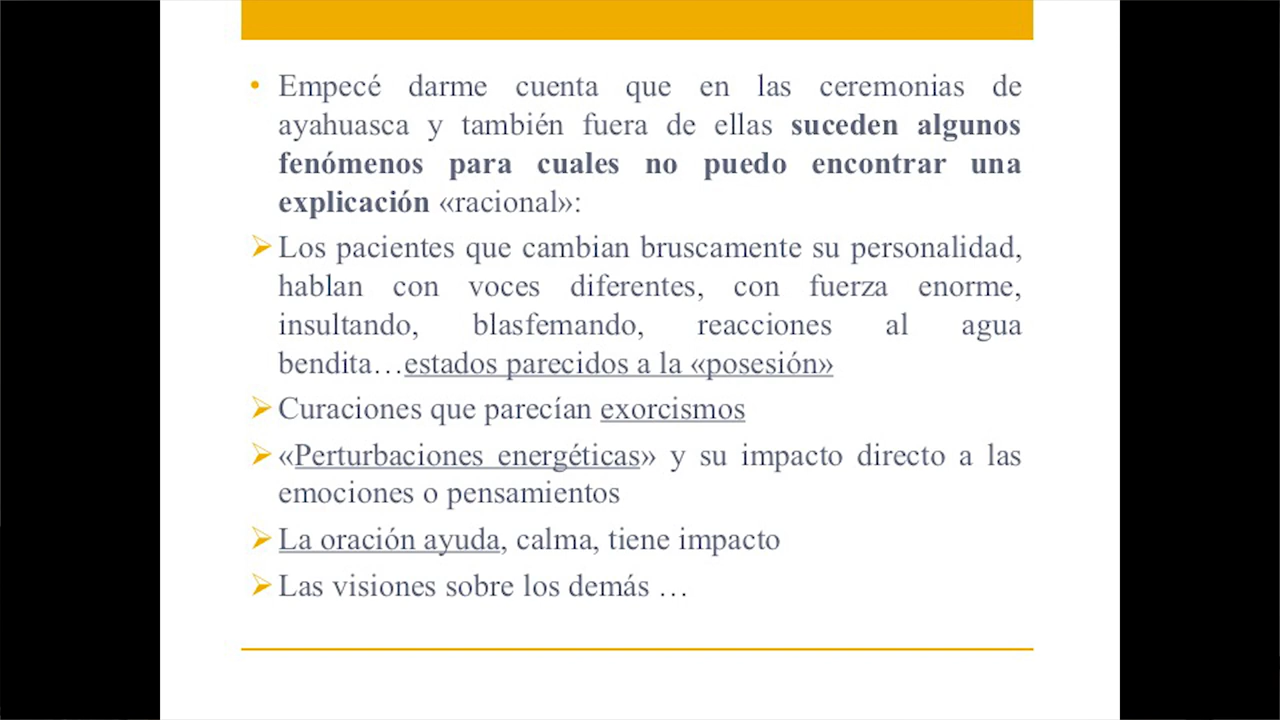 • Empecé darme cuenta que en las ceremonias de
ayahuasca y también fuera de ellas suceden algunos
fenómenos para cuales no puedo encontrar una
explicación «racional»:
➢ Los pacientes que cambian bruscamente su personalidad,
hablan con voces diferentes, con fuerza enorme,
insultando, blasfemando, reacciones al agua
bendita…estados parecidos a la «posesión»
➢ Curaciones que parecían exorcismos
➢ «Perturbaciones energéticas» y su impacto directo a las
emociones o pensamientos
➢ La oración ayuda, calma, tiene impacto
➢ Las visiones sobre los demás …